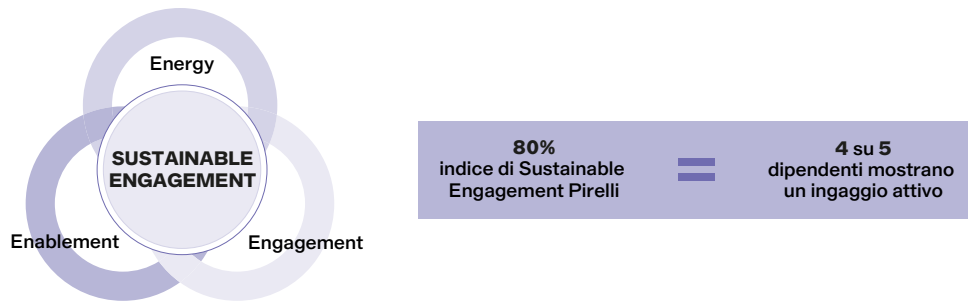 Energy
SUSTAINABLE
ENGAGEMENT
Enablement
Engagement
80%
indice di Sustainable
Engagement Pirelli
=
4 su 5
dipendenti mostrano
un ingaggio attivo